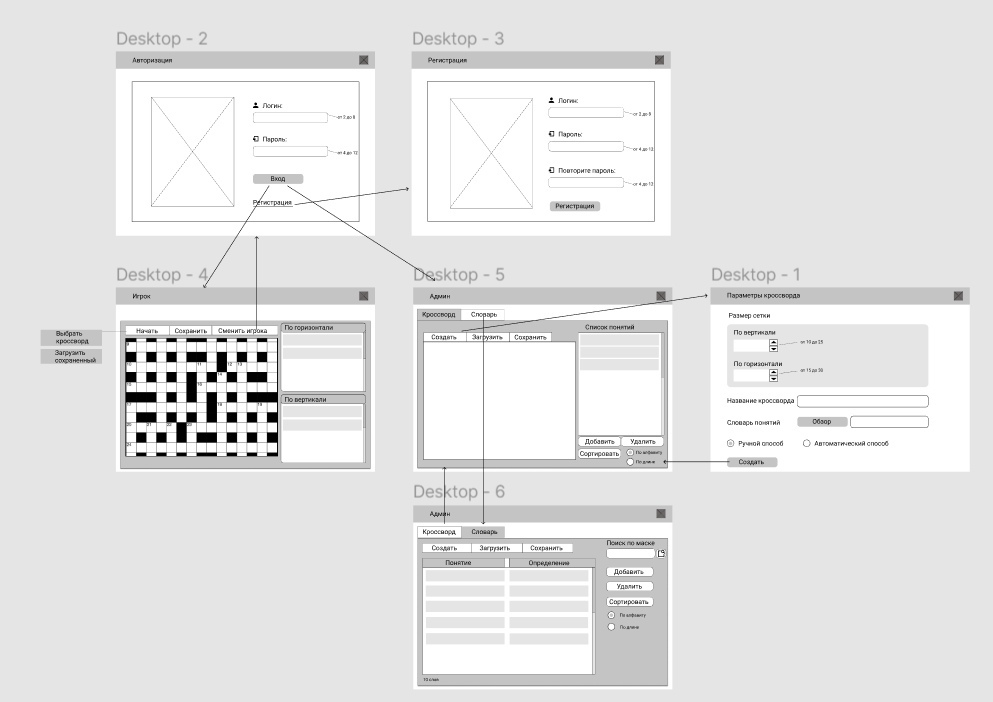 Desktop - 2
Авторизация
Логин:
от 2 до 8
Пароль:
от 4 до 12
Вход
Регистрация
Desktop - 3
Регистрация
Логин:
от 2 до 8
Пароль:
от 4 до 12
Повторите пароль:
от 4 до 12
Регистрация
Desktop - 4
Игрок
Выбрать
кроссворд
Загрузить
сохраненный
Начать
Сохранить
Сменить игрока
По горизонтали
По вертикали
Desktop - 5
Админ
Кроссворд
Словарь
Создать
Загрузить
Сохранить
Список понятий
Добавить
Удалить
Сортировать
По алфавиту
По длине
Desktop - 1
Параметры кроссворда
Размер сетки
По вертикали
от 10 до 25
По горизонтали
от 15 до 30
Название кроссворда
Словарь понятий
Обзор
Ручной способ
Автоматический способ
Создать
Desktop - 6
Админ
Кроссворд
Словарь
Создать
Загрузить
Сохранить
Понятие
Определение
Поиск по маске
Добавить
Удалить
Сортировать
По алфавиту
По длине
10 слов